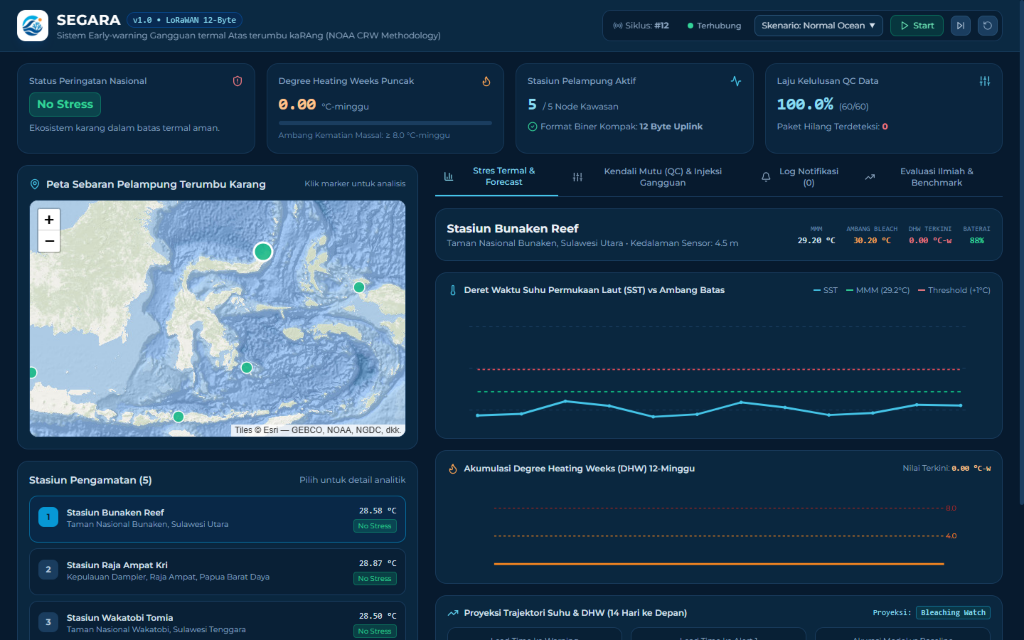 SEGARA
v1.0 • LoRaWAN 12-Byte
Sistem Early-warning Gangguan termal Atas terumbu kaRAng (NOAA CRW Methodology)
Siklus: #12
Terhubung
Skenario: Normal Ocean ▼
Start
Status Peringatan Nasional
No Stress
Ekosistem karang dalam batas termal aman.
Degree Heating Weeks Puncak
0.00 °C-minggu
Ambang Kematian Massal: ≥ 8.0 °C-minggu
Stasiun Pelampung Aktif
5 / 5 Node Kawasan
Format Biner Kompak: 12 Byte Uplink
Laju Kelulusan QC Data
100.0% (60/60)
Paket Hilang Terdeteksi: 0
Peta Sebaran Pelampung Terumbu Karang
Klik marker untuk analisis
+
−
Tiles © Esri — GEBCO, NOAA, NGDC, dkk.
Stasiun Pengamatan (5)
Pilih untuk detail analitik
1
Stasiun Bunaken Reef
Taman Nasional Bunaken, Sulawesi Utara
28.58 °C
No Stress
2
Stasiun Raja Ampat Kri
Kepulauan Dampier, Raja Ampat, Papua Barat Daya
28.87 °C
No Stress
3
Stasiun Wakatobi Tomia
Taman Nasional Wakatobi, Sulawesi Tenggara
28.50 °C
No Stress
Stres Termal &
Forecast
Kendali Mutu (QC) & Injeksi
Gangguan
Log Notifikasi
(0)
Evaluasi Ilmiah &
Benchmark
Stasiun Bunaken Reef
Taman Nasional Bunaken, Sulawesi Utara • Kedalaman Sensor: 4.5 m
MMM
29.20 °C
AMBANG BLEACH
30.20 °C
DHW TERKINI
0.00 °C-w
BATERAI
88%
Deret Waktu Suhu Permukaan Laut (SST) vs Ambang Batas
SST
MMM (29.2°C)
Threshold (+1°C)
Akumulasi Degree Heating Weeks (DHW) 12-Minggu
Nilai Terkini: 0.00 °C-W
8.0
4.0
Proyeksi Trajektori Suhu & DHW (14 Hari ke Depan)
Proyeksi: Bleaching Watch